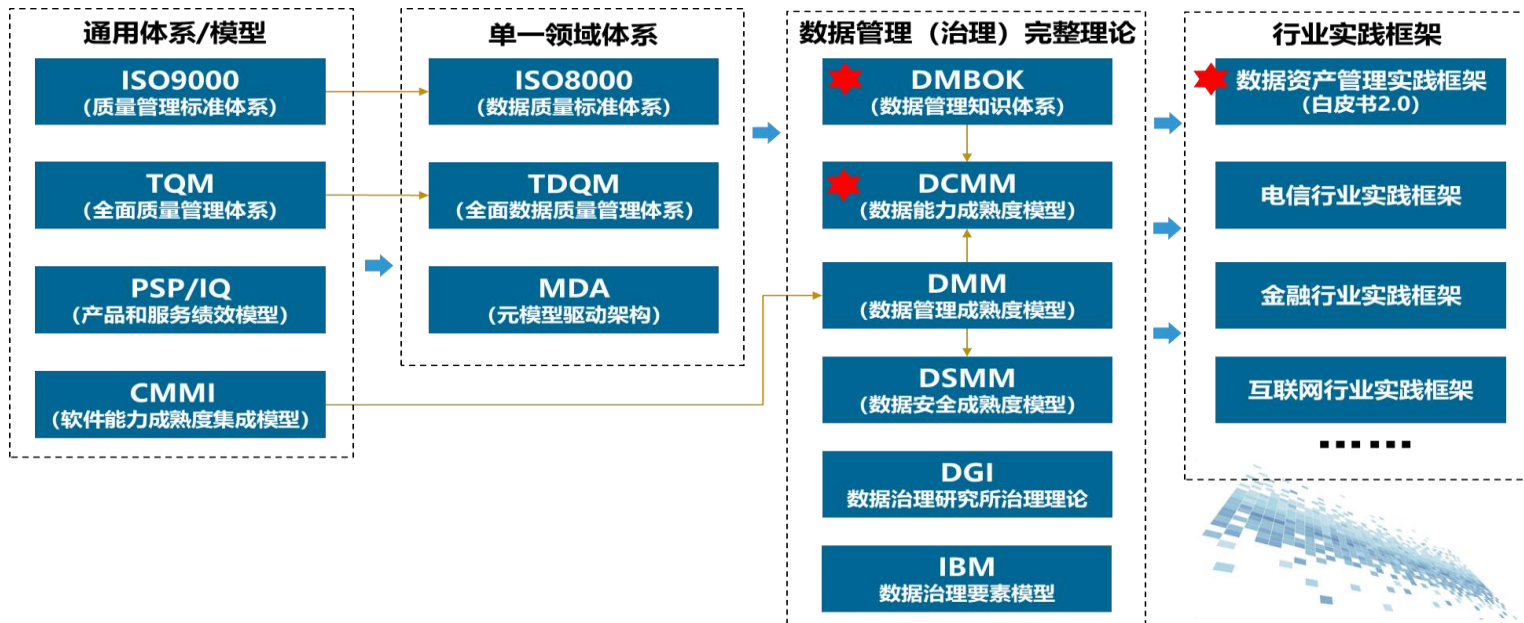 通用体系/模型
ISO9000
(质量管理标准体系)
TQM
(全面质量管理体系)
PSP/IQ
(产品和服务绩效模型)
CMMI
(软件能力成熟度集成模型)
单一领域体系
ISO8000
(数据质量标准体系)
TDQM
(全面数据质量管理体系)
MDA
(元模型驱动架构)
数据管理（治理）完整理论
DMBOK
(数据管理知识体系)
DCMM
(数据能力成熟度模型)
DMM
(数据管理成熟度模型)
DSMM
(数据安全成熟度模型)
DGI
数据治理研究所治理理论
IBM
数据治理要素模型
行业实践框架
数据资产管理实践框架
(白皮书2.0)
电信行业实践框架
金融行业实践框架
互联网行业实践框架
.......